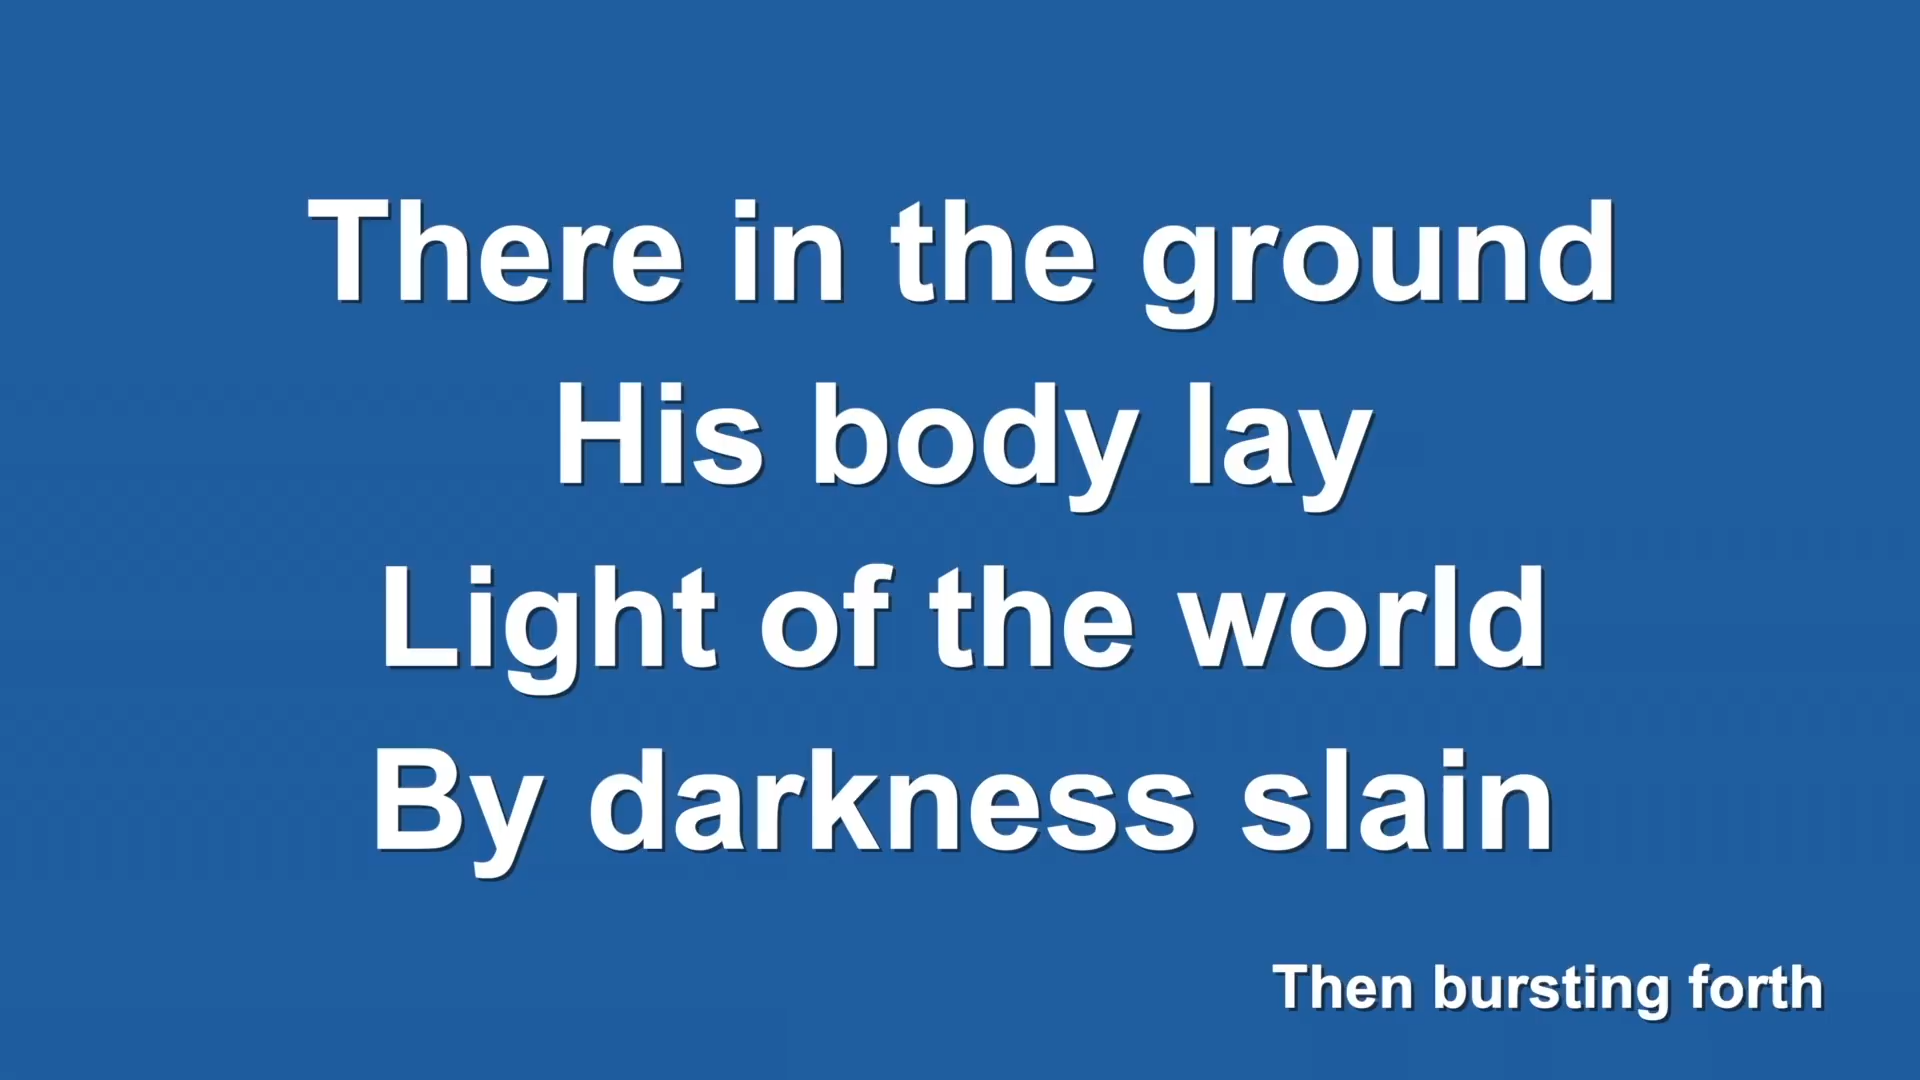 There in the ground
His body lay
Light of the world
By darkness slain
Then bursting forth